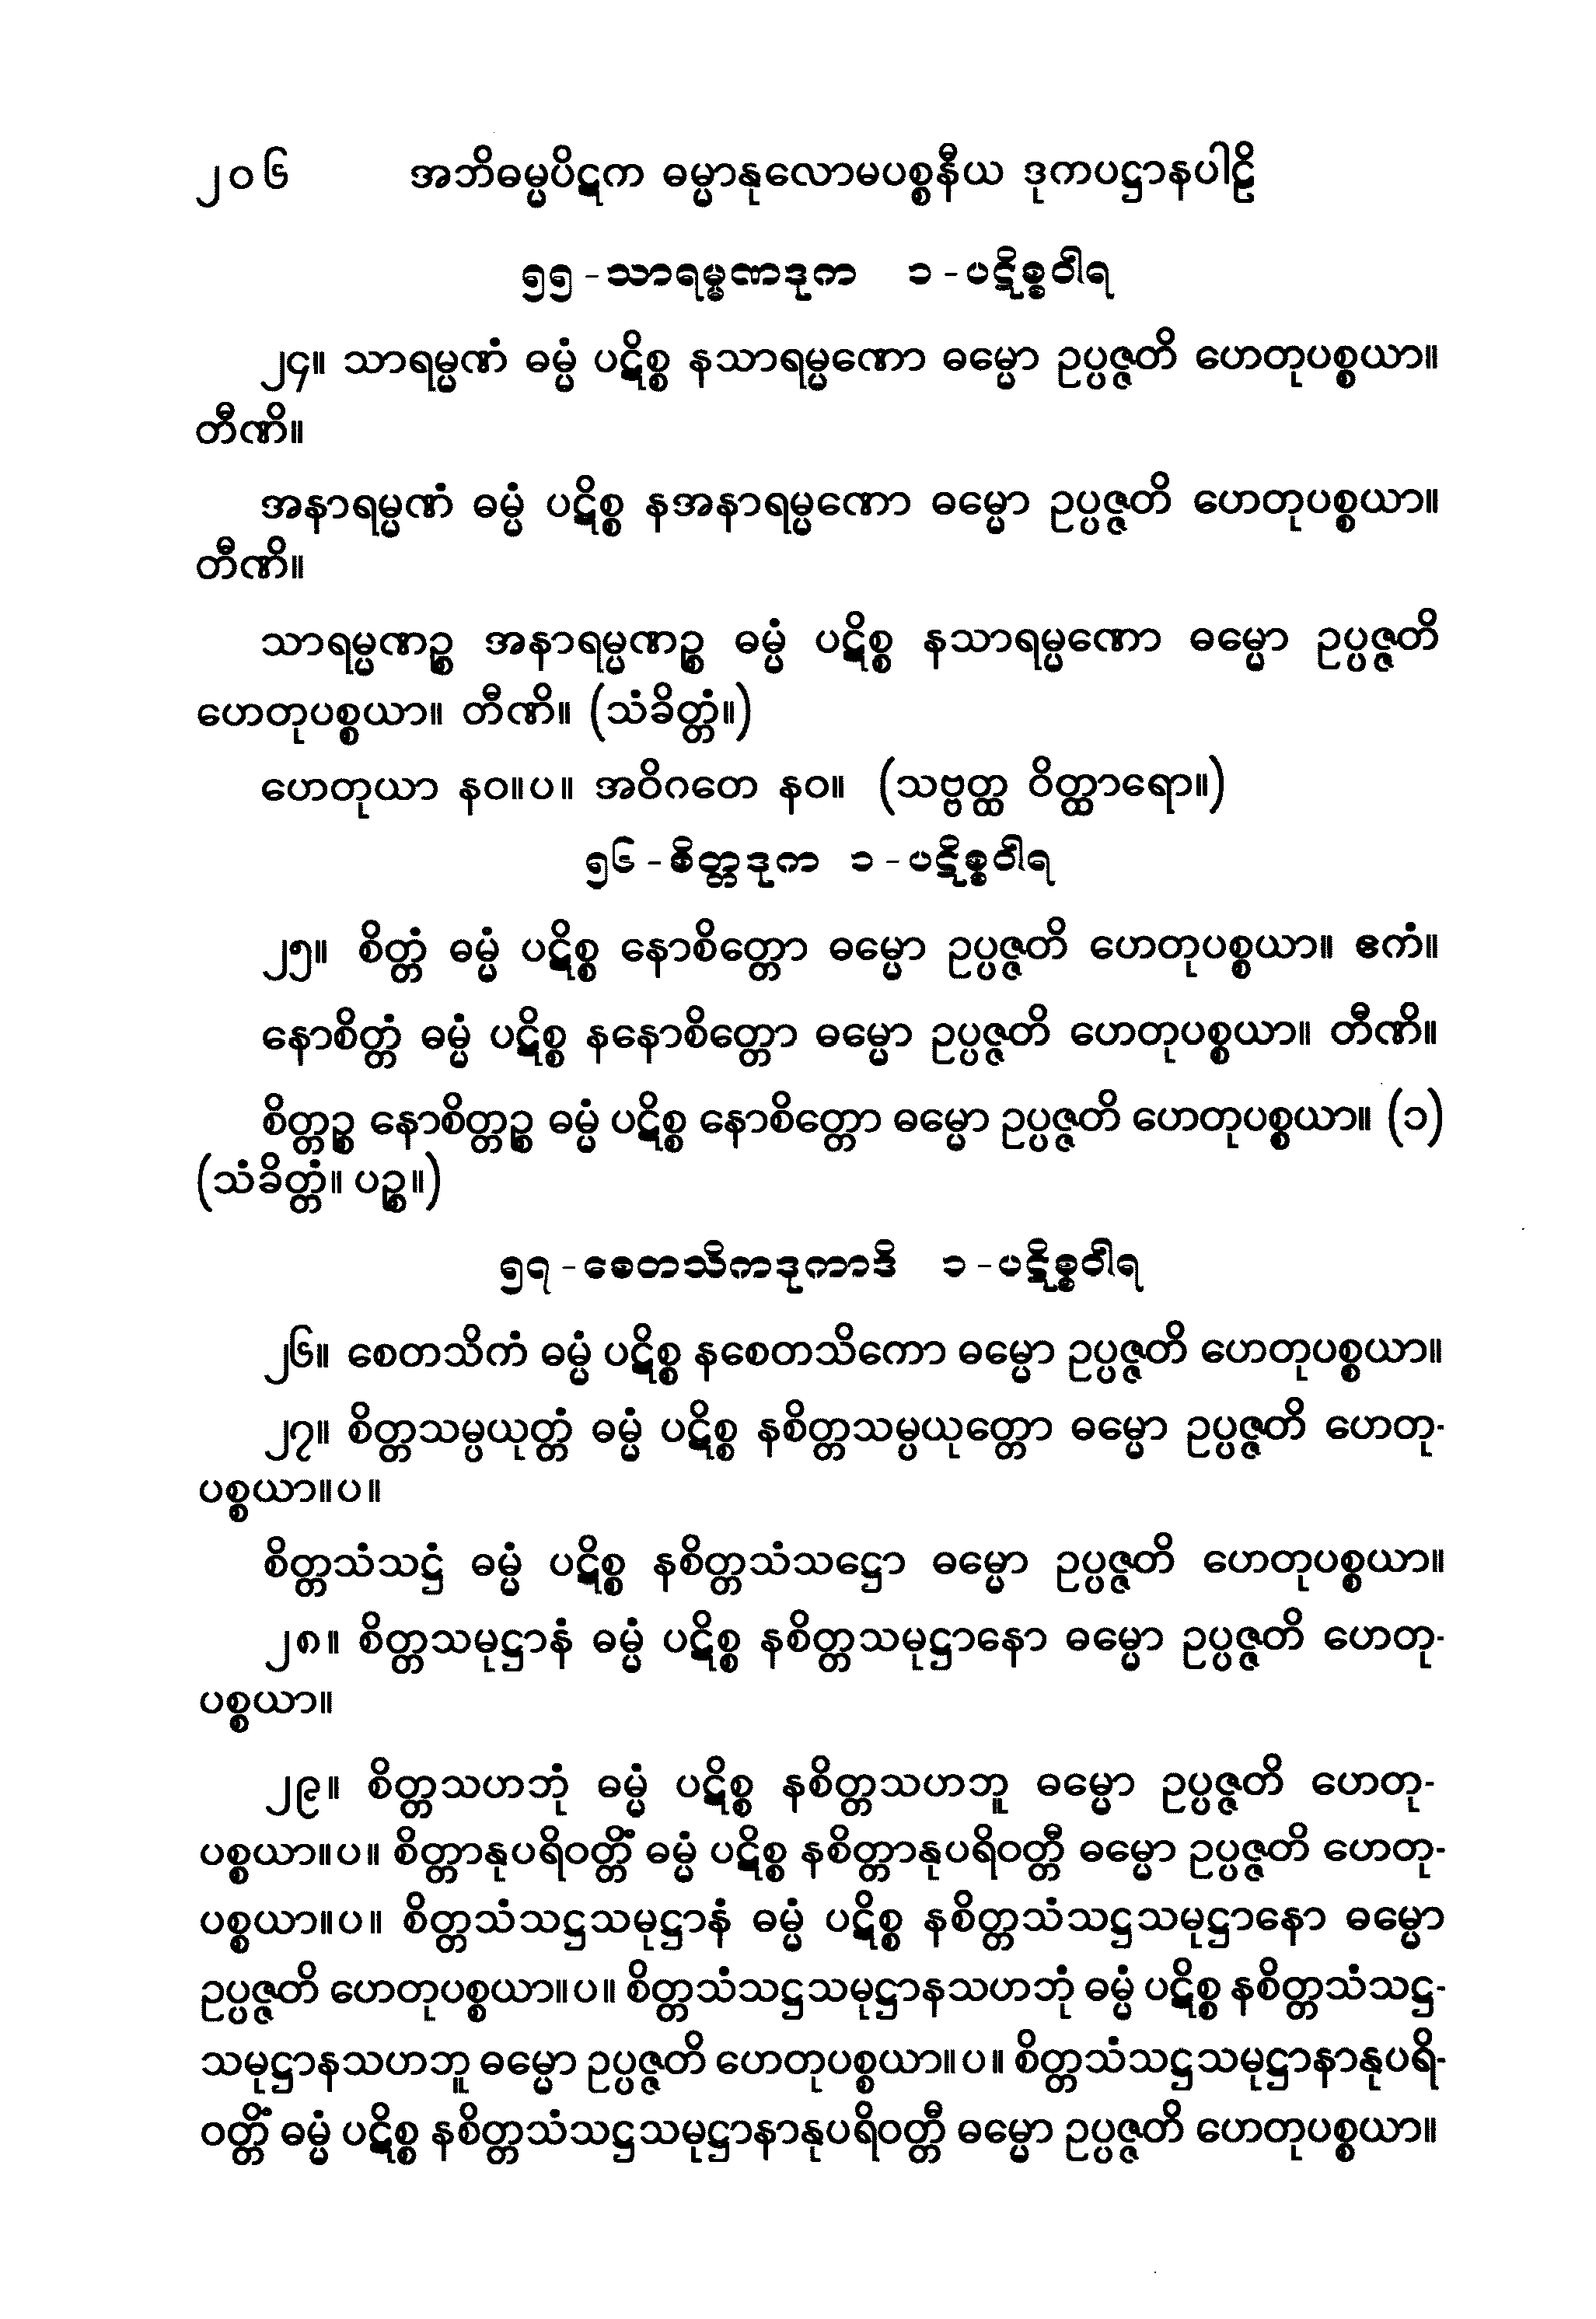 ၂၀၆ အဘိဓမ္မပိဋက ဓမ္မာနုလောမပစ္စနီယ ဒုကပဋ္ဌာနပါဠိ
၅၅-သာရမ္မဏဒုက ၁-ပဋိစ္စဝါရ
၂၄။ သာရမ္မဏံ ဓမ္မံ ပဋိစ္စ နသာရမ္မဏော ဓမ္မော ဥပ္ပဇ္ဇတိ ဟေတုပစ္စယာ။
တီဏိ။
အနာရမ္မဏံ ဓမ္မံ ပဋိစ္စ နအနာရမ္မဏော ဓမ္မော ဥပ္ပဇ္ဇတိ ဟေတုပစ္စယာ။
တီဏိ။
သာရမ္မဏဉ္စ အနာရမ္မဏဉ္စ ဓမ္မံ ပဋိစ္စ နသာရမ္မဏော ဓမ္မော ဥပ္ပဇ္ဇတိ
ဟေတုပစ္စယာ။ တီဏိ။ (သံခိတ္တံ။)
ဟေတုယာ နဝ။ပ။ အဝိဂတေ နဝ။ (သဗ္ဗတ္ထ ဝိတ္ထာရော။)
၅၆-စိတ္တဒုက ၁-ပဋိစ္စဝါရ
၂၅။ စိတ္တံ ဓမ္မံ ပဋိစ္စ နောစိတ္တော ဓမ္မော ဥပ္ပဇ္ဇတိ ဟေတုပစ္စယာ။ ဧကံ။
နောစိတ္တံ ဓမ္မံ ပဋိစ္စ နနောစိတ္တော ဓမ္မော ဥပ္ပဇ္ဇတိ ဟေတုပစ္စယာ။ တီဏိ။
စိတ္တဉ္စ နောစိတ္တဉ္စ ဓမ္မံ ပဋိစ္စ နောစိတ္တော ဓမ္မော ဥပ္ပဇ္ဇတိ ဟေတုပစ္စယာ။ (၁)
(သံခိတ္တံ။ ပဉ္စ။)
၅၇-စေတသိကဒုကာဒိ ၁-ပဋိစ္စဝါရ
၂၆။ စေတသိကံ ဓမ္မံ ပဋိစ္စ နစေတသိကော ဓမ္မော ဥပ္ပဇ္ဇတိ ဟေတုပစ္စယာ။
၂၇။ စိတ္တသမ္ပယုတ္တံ ဓမ္မံ ပဋိစ္စ နစိတ္တသမ္ပယုတ္တော ဓမ္မော ဥပ္ပဇ္ဇတိ ဟေတု-
ပစ္စယာ။ပ။
စိတ္တသံသဋ္ဌံ ဓမ္မံ ပဋိစ္စ နစိတ္တသံသဋ္ဌော ဓမ္မော ဥပ္ပဇ္ဇတိ ဟေတုပစ္စယာ။
၂၈။ စိတ္တသမုဋ္ဌာနံ ဓမ္မံ ပဋိစ္စ နစိတ္တသမုဋ္ဌာနော ဓမ္မော ဥပ္ပဇ္ဇတိ ဟေတု-
ပစ္စယာ။
၂၉။ စိတ္တသဟဘုံ ဓမ္မံ ပဋိစ္စ နစိတ္တသဟဘူ ဓမ္မော ဥပ္ပဇ္ဇတိ ဟေတု-
ပစ္စယာ။ပ။ စိတ္တာနုပရိဝတ္တိံ ဓမ္မံ ပဋိစ္စ နစိတ္တာနုပရိဝတ္တီ ဓမ္မော ဥပ္ပဇ္ဇတိ ဟေတု-
ပစ္စယာ။ပ။ စိတ္တသံသဋ္ဌသမုဋ္ဌာနံ ဓမ္မံ ပဋိစ္စ နစိတ္တသံသဋ္ဌသမုဋ္ဌာနော ဓမ္မော
ဥပ္ပဇ္ဇတိ ဟေတုပစ္စယာ။ပ။ စိတ္တသံသဋ္ဌသမုဋ္ဌာနသဟဘုံ ဓမ္မံ ပဋိစ္စ နစိတ္တသံသဋ္ဌ-
သမုဋ္ဌာနသဟဘူ ဓမ္မော ဥပ္ပဇ္ဇတိ ဟေတုပစ္စယာ။ပ။ စိတ္တသံသဋ္ဌသမုဋ္ဌာနာနုပရိ-
ဝတ္တိံ ဓမ္မံ ပဋိစ္စ နစိတ္တသံသဋ္ဌသမုဋ္ဌာနာနုပရိဝတ္တီ ဓမ္မော ဥပ္ပဇ္ဇတိ ဟေတုပစ္စယာ။